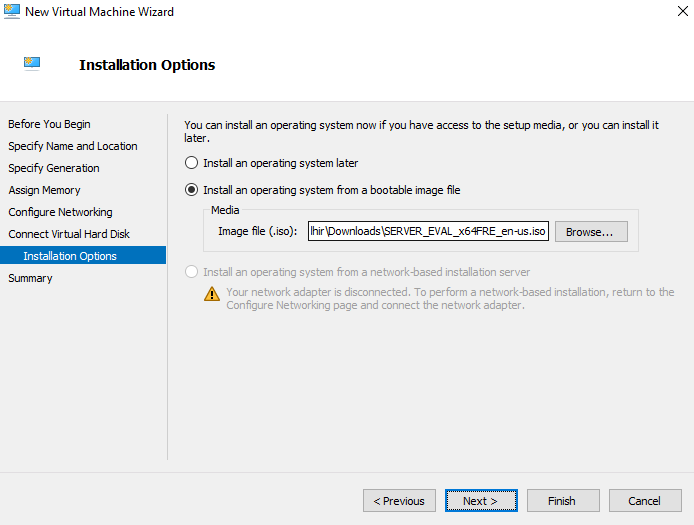 New Virtual Machine Wizard
Installation Options
Before You Begin
Specify Name and Location
Specify Generation
Assign Memory
Configure Networking
Connect Virtual Hard Disk
Installation Options
Summary
You can install an operating system now if you have access to the setup media, or you can install it
later.
Install an operating system later
Install an operating system from a bootable image file
Media
Image file (.iso): lhir\Downloads\SERVER_EVAL_x64FRE_en-us.iso Browse...
Install an operating system from a network-based installation server
Your network adapter is disconnected. To perform a network-based installation, return to the
Configure Networking page and connect the network adapter.
< Previous Next > Finish Cancel